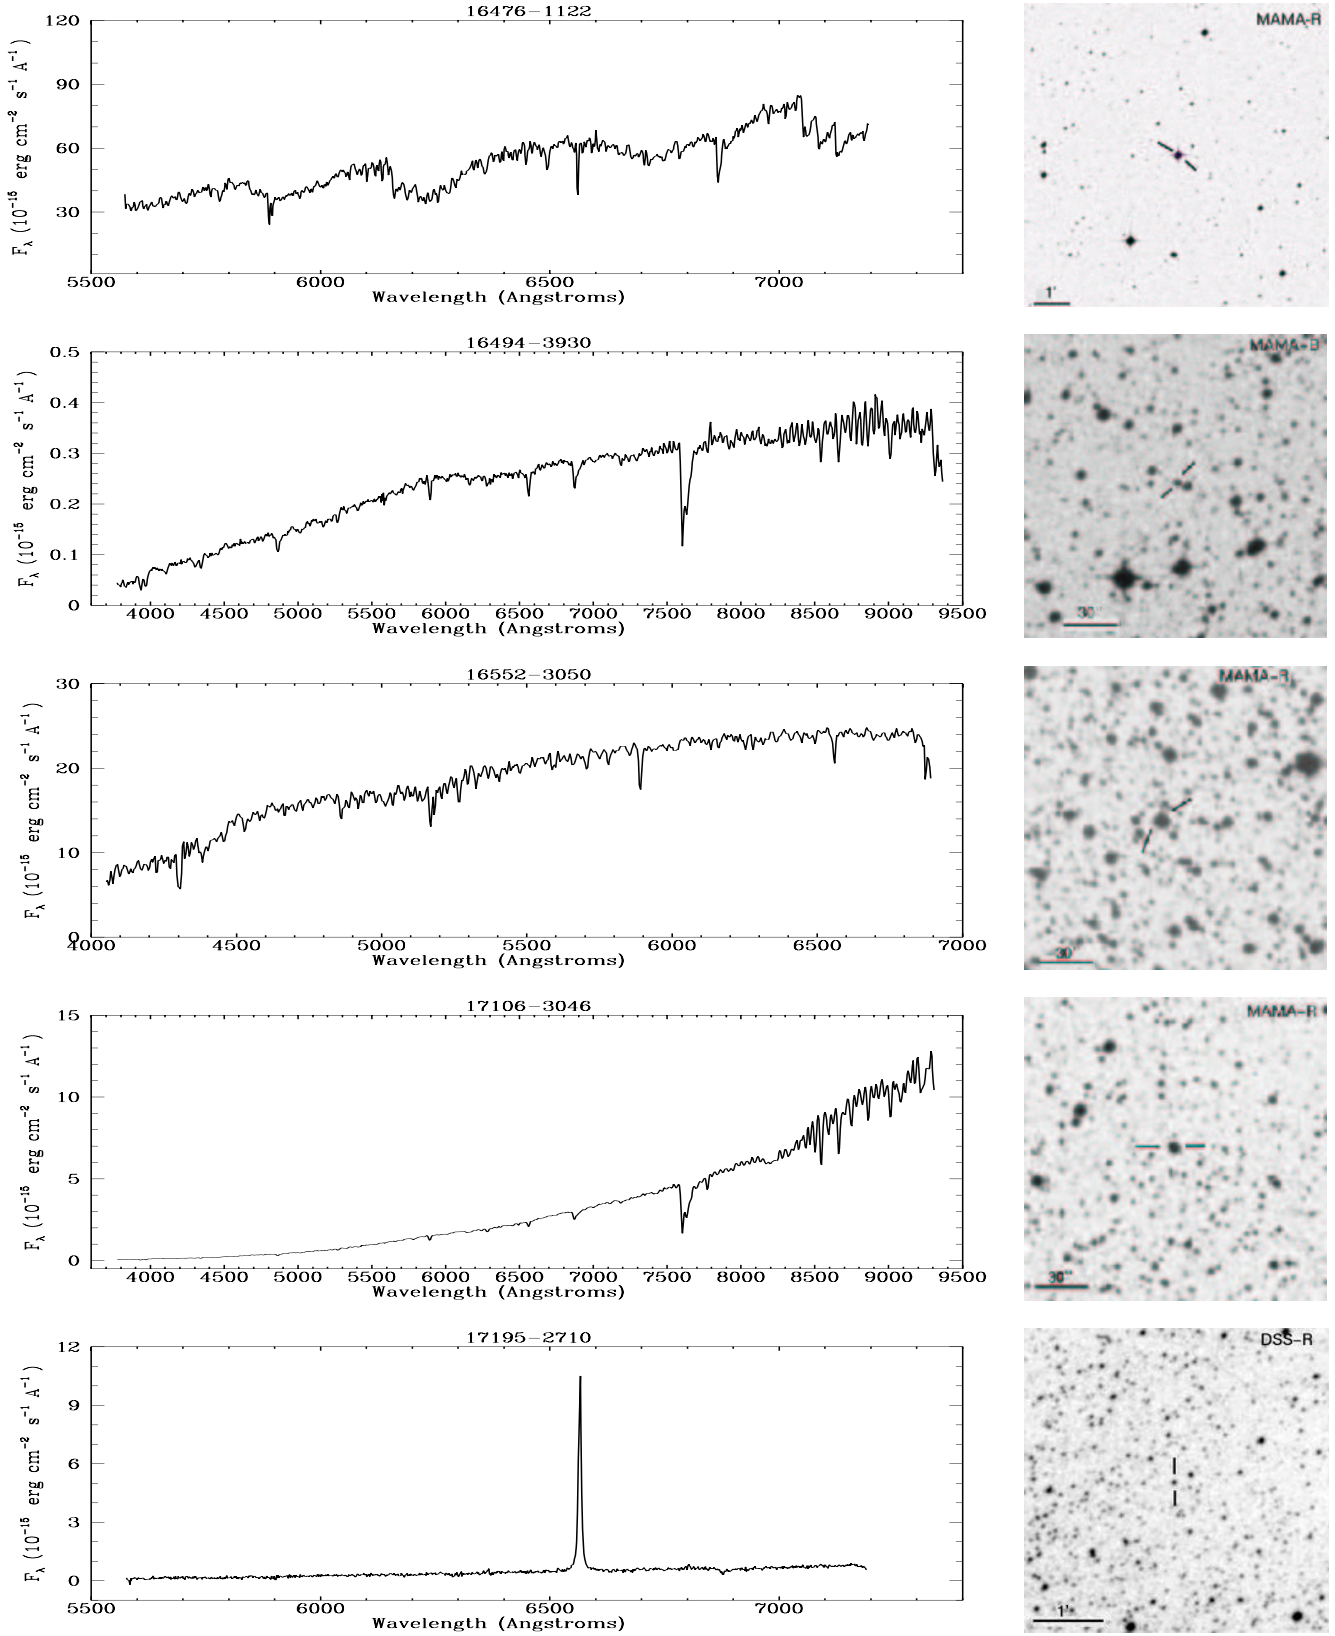 16476−1122
F_λ (10^−15 erg cm^−2 s^−1 A^−1)
120
90
60
30
5500 6000 6500 7000
Wavelength (Angstroms)
MAMA-R
1'
16494−3930
F_λ (10^−15 erg cm^−2 s^−1 A^−1)
0.5
0.4
0.3
0.2
0.1
0
4000 4500 5000 5500 6000 6500 7000 7500 8000 8500 9000 9500
Wavelength (Angstroms)
MAMA-B
16552−3050
F_λ (10^−15 erg cm^−2 s^−1 A^−1)
30
20
10
0
4000 4500 5000 5500 6000 6500 7000
Wavelength (Angstroms)
MAMA-R
30"
17106−3046
F_λ (10^−15 erg cm^−2 s^−1 A^−1)
15
10
5
0
4000 4500 5000 5500 6000 6500 7000 7500 8000 8500 9000 9500
Wavelength (Angstroms)
MAMA-R
30"
17195−2710
F_λ (10^−15 erg cm^−2 s^−1 A^−1)
12
9
6
3
0
5500 6000 6500 7000
Wavelength (Angstroms)
DSS-R
1'